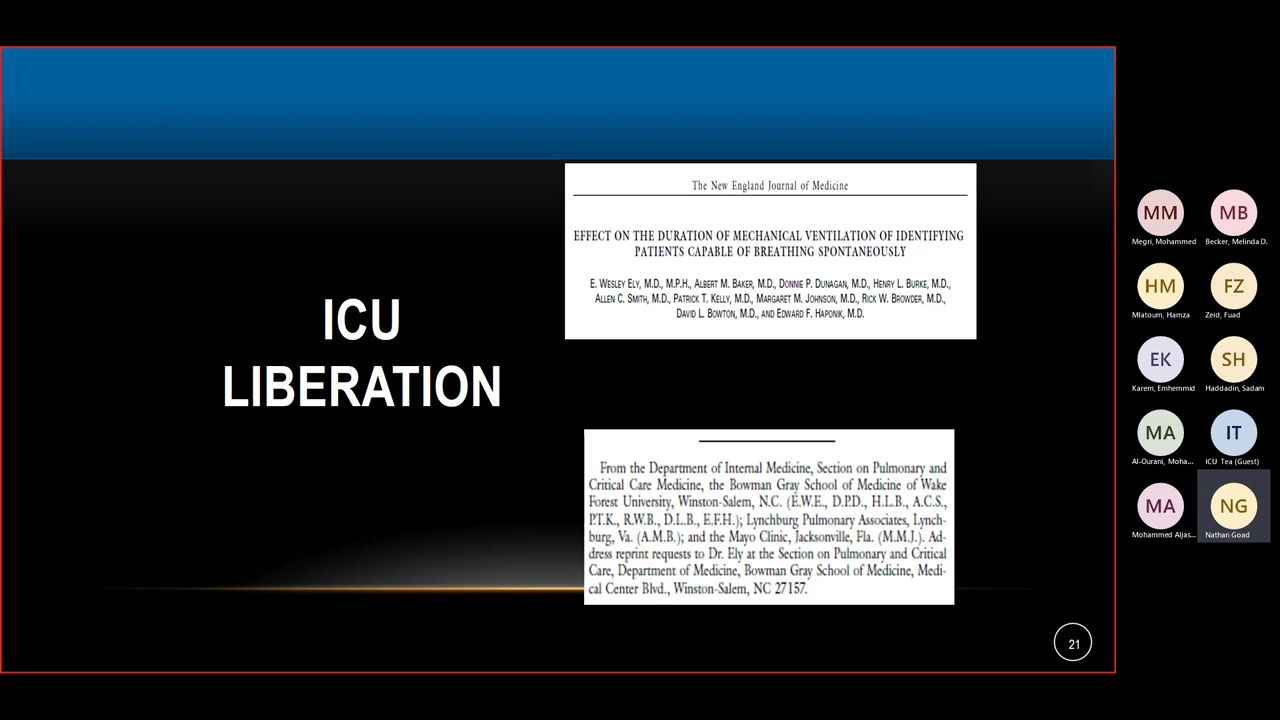 ICU
LIBERATION
The New England Journal of Medicine
EFFECT ON THE DURATION OF MECHANICAL VENTILATION OF IDENTIFYING
PATIENTS CAPABLE OF BREATHING SPONTANEOUSLY
E. WESLEY ELY, M.D., M.P.H., ALBERT M. BAKER, M.D., DONNIE P. DUNAGAN, M.D., HENRY L. BURKE, M.D.,
ALLEN C. SMITH, M.D., PATRICK T. KELLY, M.D., MARGARET M. JOHNSON, M.D., RICK W. BROWDER, M.D.,
DAVID L. BOWTON, M.D., AND EDWARD F. HAPONIK, M.D.
From the Department of Internal Medicine, Section on Pulmonary and
Critical Care Medicine, the Bowman Gray School of Medicine of Wake
Forest University, Winston-Salem, N.C. (E.W.E., D.P.D., H.L.B., A.C.S.,
P.T.K., R.W.B., D.L.B., E.F.H.); Lynchburg Pulmonary Associates, Lynch-
burg, Va. (A.M.B.); and the Mayo Clinic, Jacksonville, Fla. (M.M.J.). Ad-
dress reprint requests to Dr. Ely at the Section on Pulmonary and Critical
Care, Department of Medicine, Bowman Gray School of Medicine, Medi-
cal Center Blvd., Winston-Salem, NC 27157.
21
MM MB
Megri, Mohammed Becker, Melinda D.
HM FZ
Mlatoum, Hamza Zeid, Fuad
EK SH
Karem, Emhemmid Haddadin, Sadam
MA IT
Al-Ourani, Moha... ICU Tea (Guest)
MA NG
Mohammed Aljas... Nathan Goad